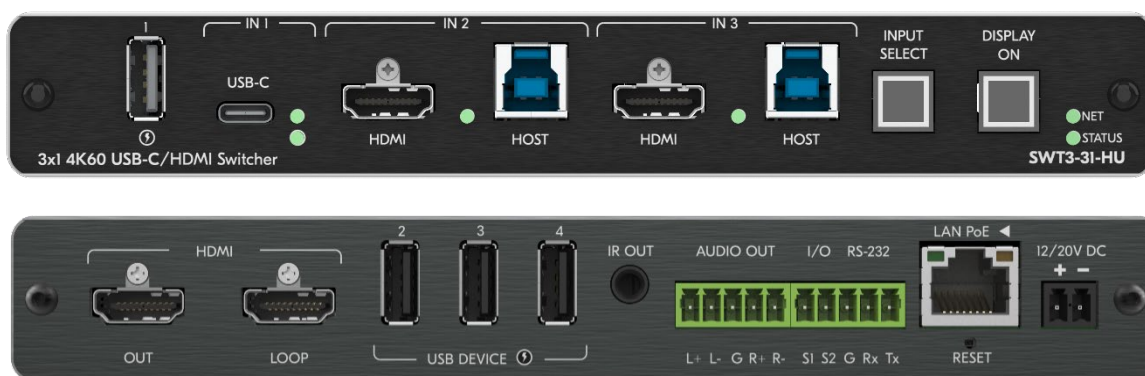 1
IN 1
IN 2
IN 3
INPUT
SELECT
DISPLAY
ON
USB-C
HDMI
HOST
HDMI
HOST
NET
STATUS
3x1 4K60 USB-C/HDMI Switcher
SWT3-31-HU
HDMI
2
3
4
IR OUT
AUDIO OUT
I/O
RS-232
LAN PoE ◄
12/20V DC
+ −
OUT
LOOP
USB DEVICE
L+ L- G R+ R-
S1 S2 G Rx Tx
RESET